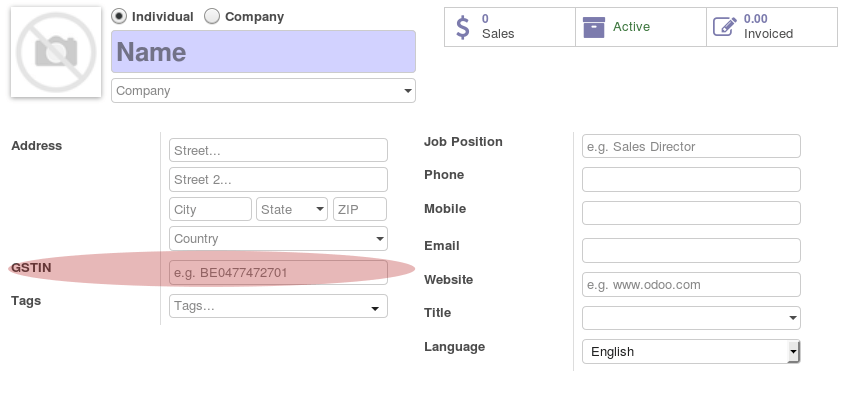 Individual Company
Name
Company
0
Sales
Active
0.00
Invoiced
Address
Street...
Street 2...
City State ZIP
Country
GSTIN e.g. BE0477472701
Tags Tags...
Job Position e.g. Sales Director
Phone
Mobile
Email
Website e.g. www.odoo.com
Title
Language English